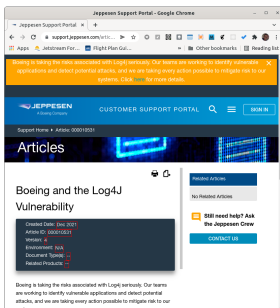 Jeppesen Support Portal - Google Chrome
Jeppesen Support Portal
support.jeppesen.com/artic...
Apps Jetstream For... Flight Plan Gui... Other bookmarks Reading list
Boeing is taking the risks associated with Log4j seriously. Our teams are working to identify vulnerable
applications and detect potential attacks, and we are taking every action possible to mitigate risk to our
systems. Click here for more details.
JEPPESEN
A Boeing Company
CUSTOMER SUPPORT PORTAL
SIGN IN
Support Home Article: 000010531
Articles
Boeing and the Log4J
Vulnerability
Created Date: Dec 2021
Article ID: 000010531
Version:
Environment: N/A
Document Type(s):
Related Products:
Boeing is taking the risks associated with Log4j seriously. Our teams
are working to identify vulnerable applications and detect potential
attacks, and we are taking every action possible to mitigate risk to our
Related Articles
No Related Articles
Still need help? Ask
the Jeppesen Crew
CONTACT US